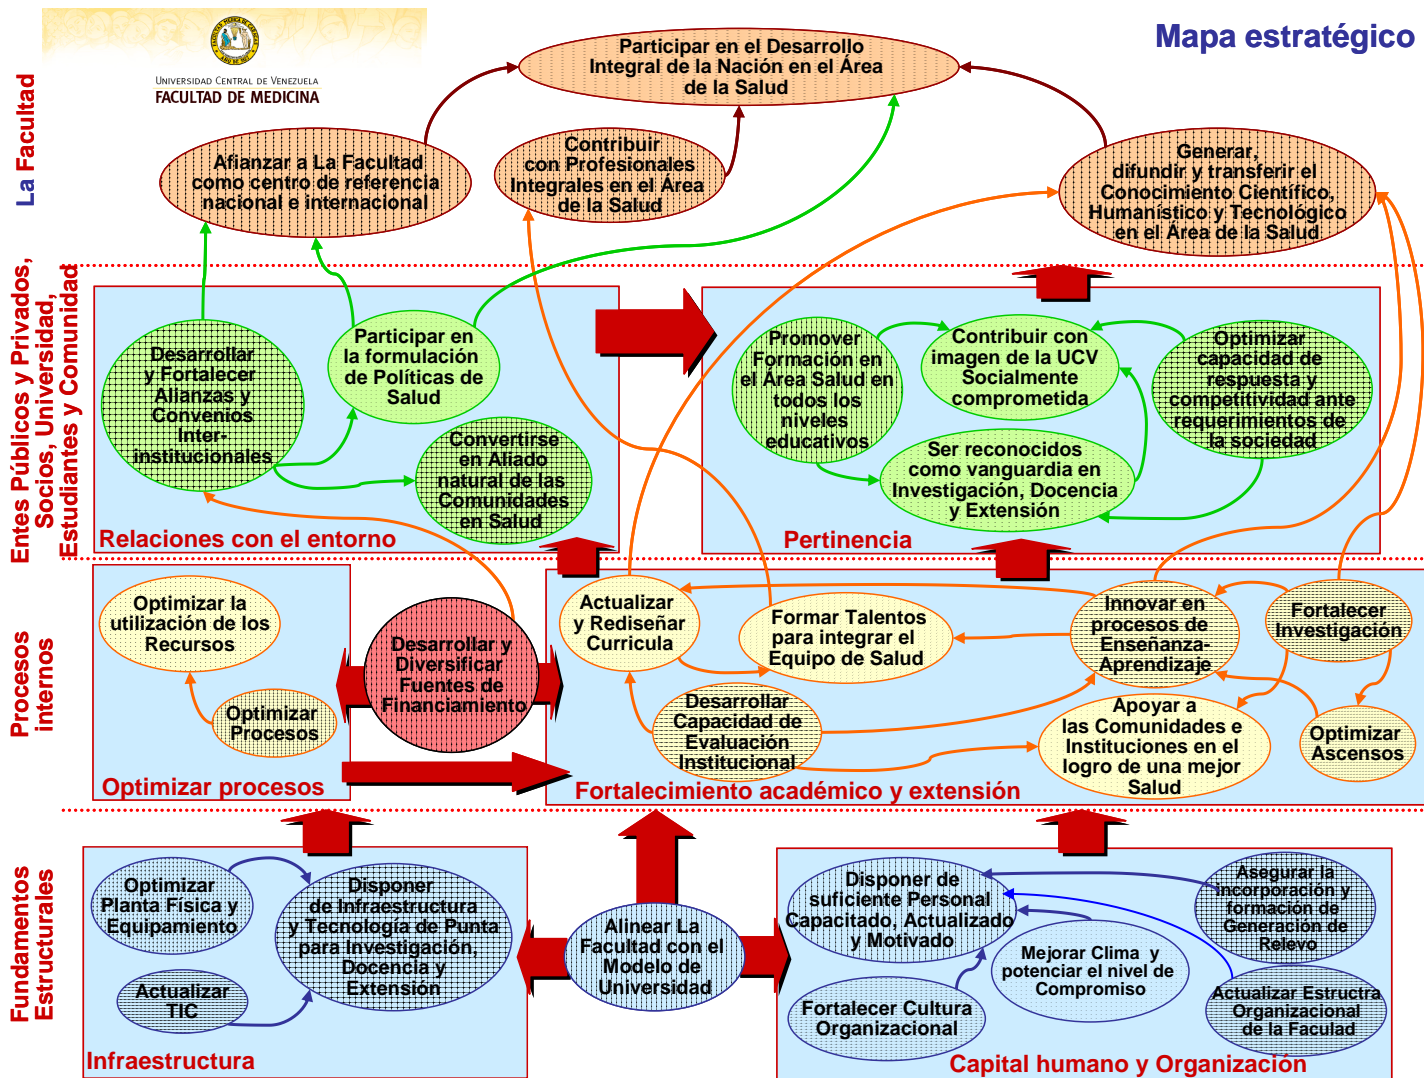 UNIVERSIDAD CENTRAL DE VENEZUELA
FACULTAD DE MEDICINA
Mapa estratégico
La Facultad
Participar en el Desarrollo
Integral de la Nación en el Área
de la Salud
Afianzar a La Facultad
como centro de referencia
nacional e internacional
Contribuir
con Profesionales
Integrales en el Área
de la Salud
Generar,
difundir y transferir el
Conocimiento Científico,
Humanístico y Tecnológico
en el Área de la Salud
Entes Públicos y Privados,
Socios, Universidad,
Estudiantes y Comunidad
Desarrollar
y Fortalecer
Alianzas y
Convenios
Inter-
institucionales
Participar en
la formulación
de Políticas de
Salud
Convertirse
en Aliado
natural de las
Comunidades
en Salud
Relaciones con el entorno
Promover
Formación en
el Área Salud en
todos los
niveles
educativos
Contribuir con
imagen de la UCV
Socialmente
comprometida
Optimizar
capacidad de
respuesta y
competitividad ante
requerimientos de
la sociedad
Ser reconocidos
como vanguardia en
Investigación, Docencia
y Extensión
Pertinencia
Procesos
internos
Optimizar la
utilización de los
Recursos
Optimizar
Procesos
Optimizar procesos
Desarrollar y
Diversificar
Fuentes de
Financiamiento
Actualizar
y Rediseñar
Curricula
Formar Talentos
para integrar el
Equipo de Salud
Innovar en
procesos de
Enseñanza-
Aprendizaje
Fortalecer
Investigación
Desarrollar
Capacidad de
Evaluación
Institucional
Apoyar a
las Comunidades e
Instituciones en el
logro de una mejor
Salud
Optimizar
Ascensos
Fortalecimiento académico y extensión
Fundamentos
Estructurales
Optimizar
Planta Física y
Equipamiento
Disponer
de Infraestructura
y Tecnología de Punta
para Investigación,
Docencia y
Extensión
Actualizar
TIC
Infraestructura
Alinear La
Facultad con el
Modelo de
Universidad
Disponer de
suficiente Personal
Capacitado, Actualizado
y Motivado
Asegurar la
incorporación y
formación de
Generación de
Relevo
Mejorar Clima y
potenciar el nivel de
Compromiso
Fortalecer Cultura
Organizacional
Actualizar Estructra
Organizacional
de la Faculad
Capital humano y Organización